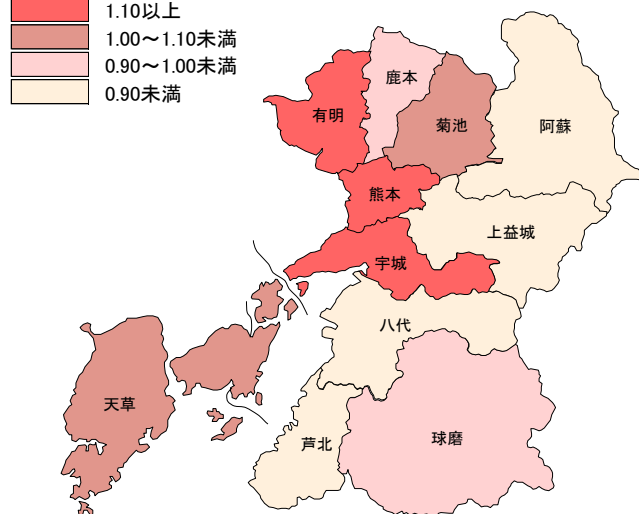 1.10以上
1.00～1.10未満
0.90～1.00未満
0.90未満
鹿本
有明
菊池
阿蘇
熊本
上益城
宇城
八代
天草
芦北
球磨